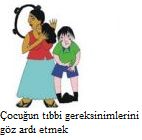 Çocuğun tıbbi gereksinimlerini
göz ardı etmek